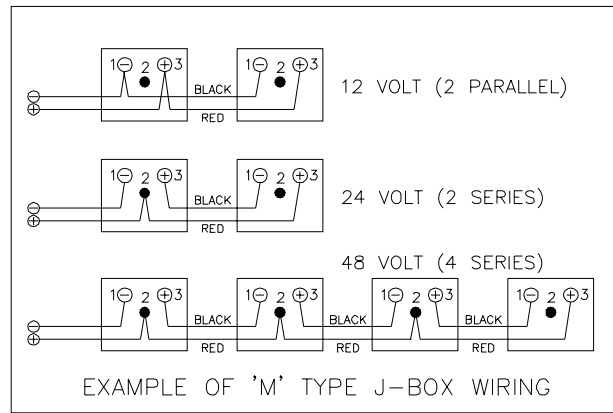 1 ⊖ 2 ⊕ 3 1 ⊖ 2 ⊕ 3
12 VOLT (2 PARALLEL)
⊖ BLACK
⊕ RED
1 ⊖ 2 ⊕ 3 1 ⊖ 2 ⊕ 3
24 VOLT (2 SERIES)
⊖ BLACK
⊕ RED
48 VOLT (4 SERIES)
1 ⊖ 2 ⊕ 3 1 ⊖ 2 ⊕ 3 1 ⊖ 2 ⊕ 3 1 ⊖ 2 ⊕ 3
⊖ BLACK BLACK BLACK
⊕ RED RED RED
EXAMPLE OF 'M' TYPE J-BOX WIRING